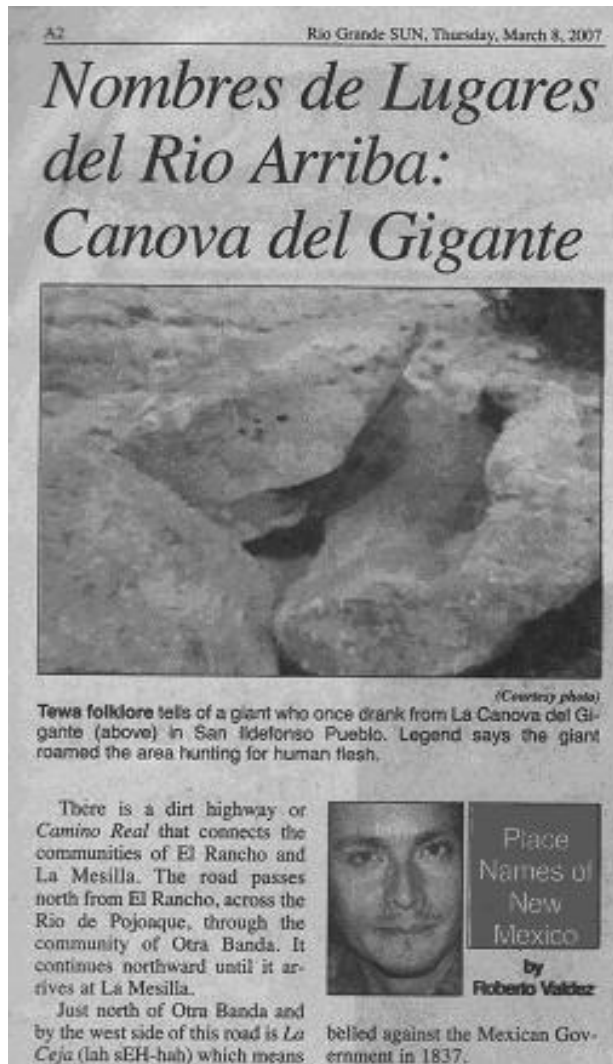 A2
Rio Grande SUN, Thursday, March 8, 2007
Nombres de Lugares
del Rio Arriba:
Canova del Gigante
(Courtesy photo)
Tewa folklore tells of a giant who once drank from La Canova del Gi-
gante (above) in San Ildefonso Pueblo. Legend says the giant
roamed the area hunting for human flesh.
There is a dirt highway or
Camino Real that connects the
communities of El Rancho and
La Mesilla. The road passes
north from El Rancho, across the
Rio de Pojoaque, through the
community of Otra Banda. It
continues northward until it ar-
rives at La Mesilla.
Just north of Otra Banda and
by the west side of this road is La
Ceja (lah sEH-hah) which means
Place
Names of
New
Mexico
by
Roberto Valdez
belled against the Mexican Gov-
ernment in 1837.